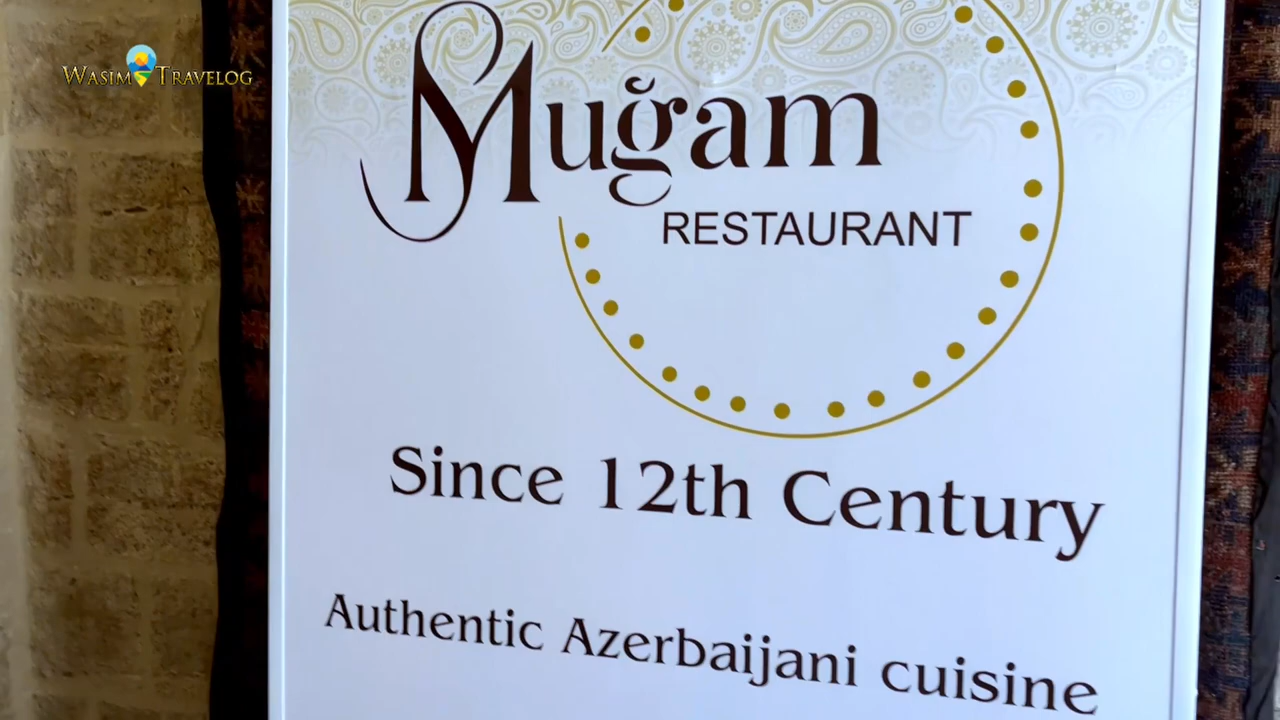 WASIM TRAVELOG
Muğam
RESTAURANT
Since 12th Century
Authentic Azerbaijani cuisine